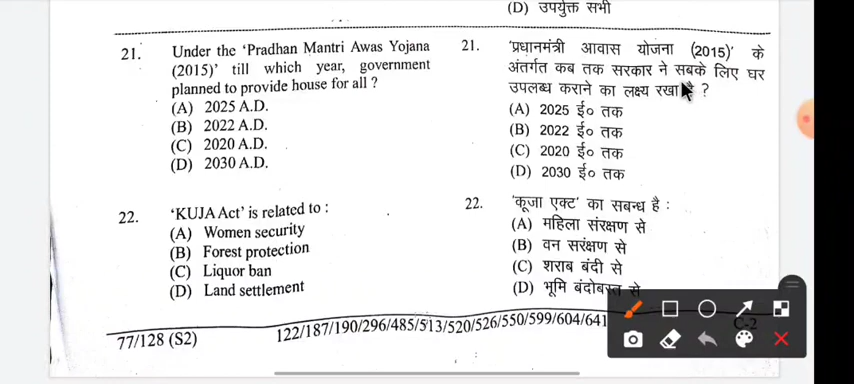 (D) उपर्युक्त सभी
21. Under the ‘Pradhan Mantri Awas Yojana
(2015)’ till which year, government
planned to provide house for all ?
(A) 2025 A.D.
(B) 2022 A.D.
(C) 2020 A.D.
(D) 2030 A.D.
22. ‘KUJA Act’ is related to :
(A) Women security
(B) Forest protection
(C) Liquor ban
(D) Land settlement
21. ‘प्रधानमंत्री आवास योजना (2015)’ के
अंतर्गत कब तक सरकार ने सबके लिए घर
उपलब्ध कराने का लक्ष्य रखा है ?
(A) 2025 ई० तक
(B) 2022 ई० तक
(C) 2020 ई० तक
(D) 2030 ई० तक
22. ‘कूजा एक्ट’ का सबन्ध है :
(A) महिला संरक्षण से
(B) वन सरंक्षण से
(C) शराब बंदी से
(D) भूमि बंदोबस्त से
77/128 (S2)
122/187/190/296/485/513/520/526/550/599/604/641
C-2